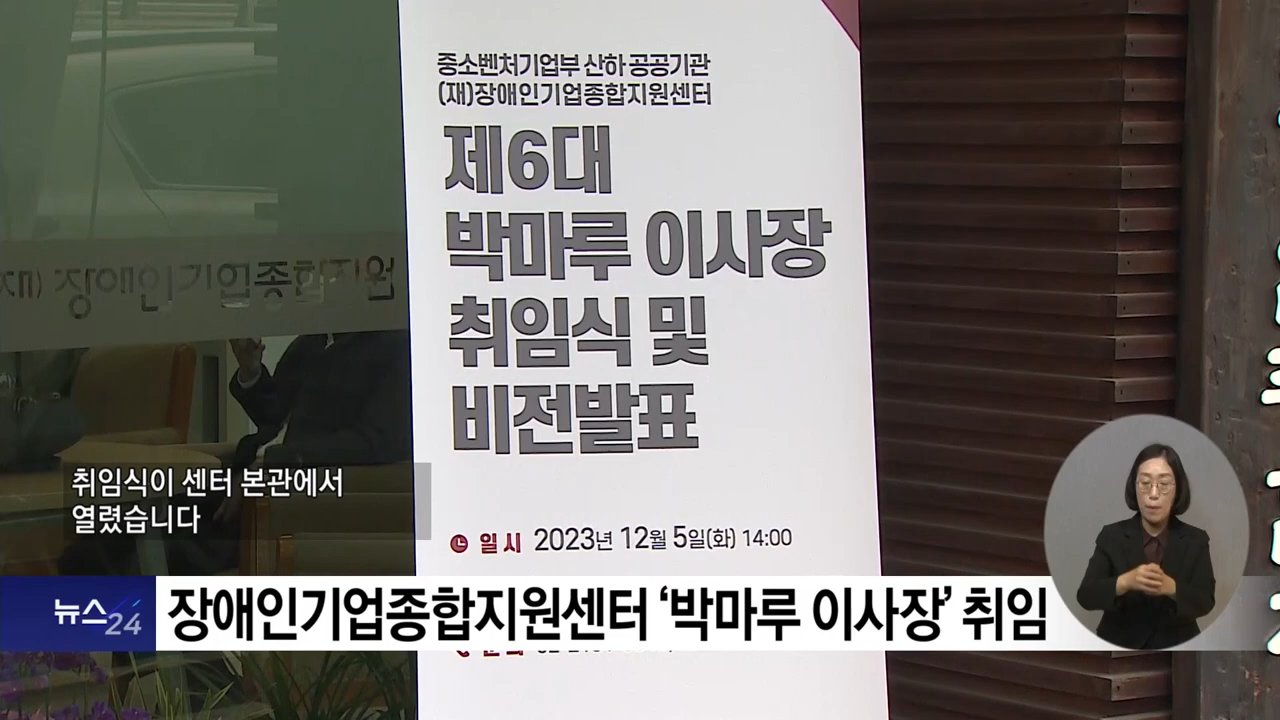 중소벤처기업부 산하 공공기관
(재)장애인기업종합지원센터
제6대
박마루 이사장
취임식 및
비전발표
일 시 2023년 12월 5일(화) 14:00
재) 장애인기업종합지원
취임식이 센터 본관에서
열렸습니다
뉴스24
장애인기업종합지원센터 ‘박마루 이사장’ 취임